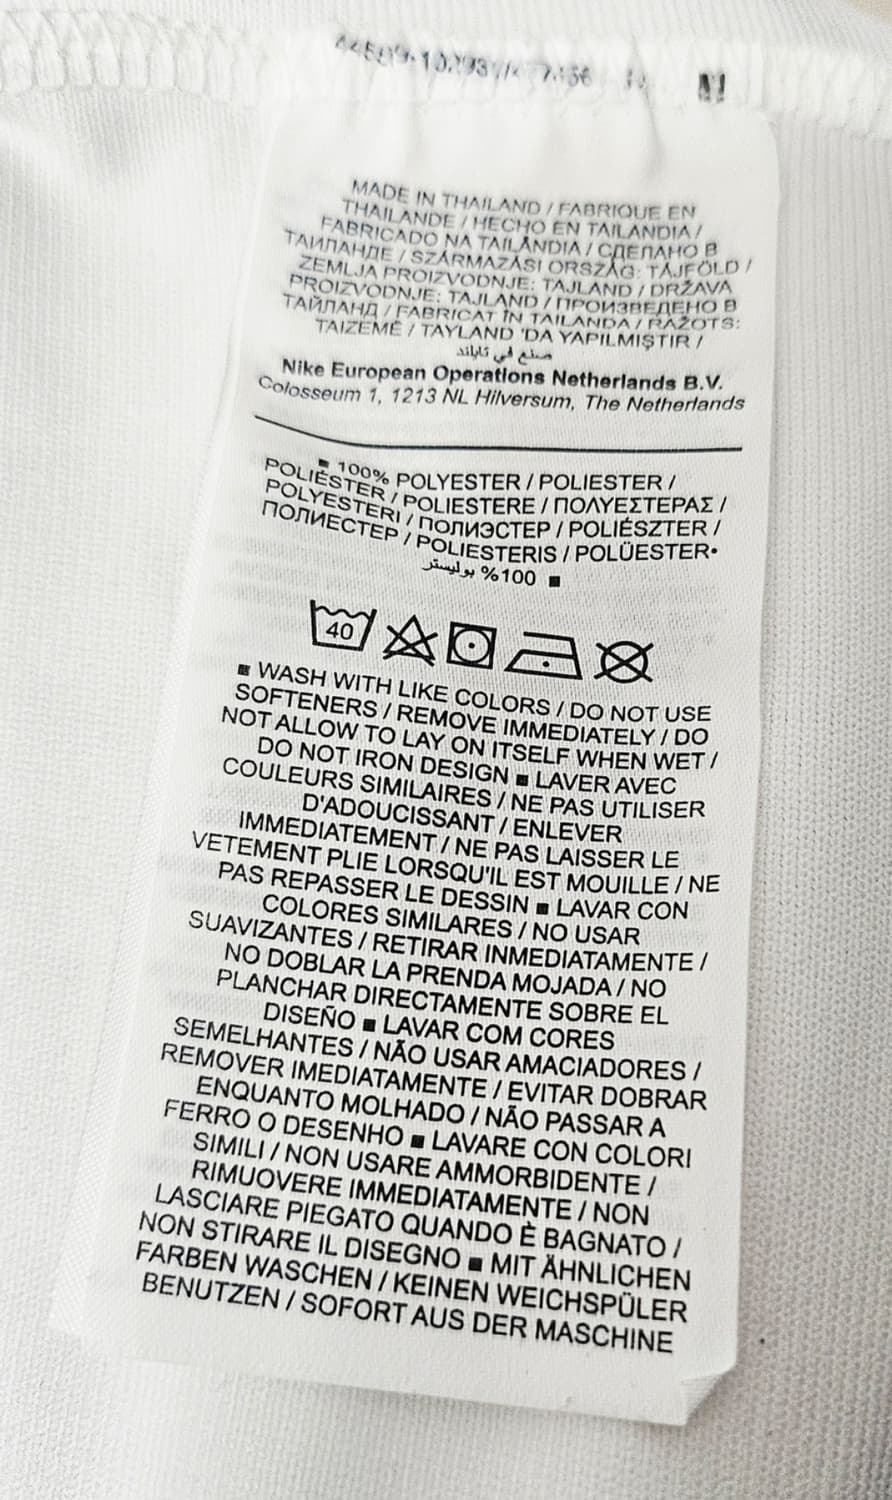 MADE IN THAILAND / FABRIQUE EN
THAILANDE / HECHO EN TAILANDIA /
FABRICADO NA TAILÂNDIA / СДЕЛАНО В
ТАИЛАНДЕ / SZÁRMAZÁSI ORSZÁG: TÁJFÖLD /
ZEMLJA PROIZVODNJE: TAJLAND / DRŽAVA
PROIZVODNJE: TAJLAND / ПРОИЗВЕДЕНО В
ТАЙЛАНД / FABRICAT ÎN TAILANDA / RAŽOTS:
TAIZEMĒ / TAYLAND 'DA YAPILMIŞTIR /
صنع في تايلند
Nike European Operations Netherlands B.V.
Colosseum 1, 1213 NL Hilversum, The Netherlands
■ 100% POLYESTER / POLIESTER /
POLIÉSTER / POLIESTERE / ΠΟΛΥΕΣΤΕΡΑΣ /
POLYESTERI / ПОЛИЭСТЕР / POLIÉSZTER /
ПОЛИЕСТЕР / POLIESTERIS / POLÜESTER•
%100 بوليستر ■
40
■ WASH WITH LIKE COLORS / DO NOT USE
SOFTENERS / REMOVE IMMEDIATELY / DO
NOT ALLOW TO LAY ON ITSELF WHEN WET /
DO NOT IRON DESIGN ■ LAVER AVEC
COULEURS SIMILAIRES / NE PAS UTILISER
D'ADOUCISSANT / ENLEVER
IMMEDIATEMENT / NE PAS LAISSER LE
VETEMENT PLIE LORSQU'IL EST MOUILLE / NE
PAS REPASSER LE DESSIN ■ LAVAR CON
COLORES SIMILARES / NO USAR
SUAVIZANTES / RETIRAR INMEDIATAMENTE /
NO DOBLAR LA PRENDA MOJADA / NO
PLANCHAR DIRECTAMENTE SOBRE EL
DISEÑO ■ LAVAR COM CORES
SEMELHANTES / NÃO USAR AMACIADORES /
REMOVER IMEDIATAMENTE / EVITAR DOBRAR
ENQUANTO MOLHADO / NÃO PASSAR A
FERRO O DESENHO ■ LAVARE CON COLORI
SIMILI / NON USARE AMMORBIDENTE /
RIMUOVERE IMMEDIATAMENTE / NON
LASCIARE PIEGATO QUANDO È BAGNATO /
NON STIRARE IL DISEGNO ■ MIT ÄHNLICHEN
FARBEN WASCHEN / KEINEN WEICHSPÜLER
BENUTZEN / SOFORT AUS DER MASCHINE